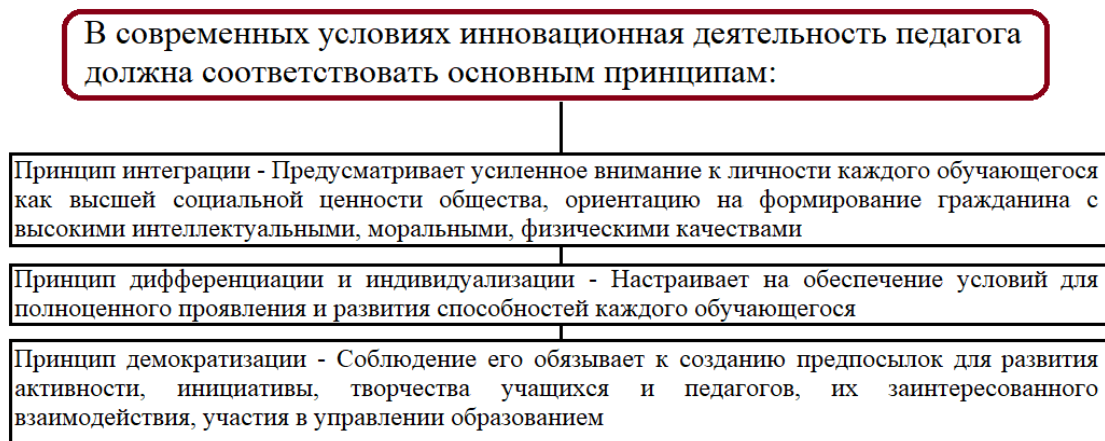 В современных условиях инновационная деятельность педагога
должна соответствовать основным принципам:
Принцип интеграции - Предусматривает усиленное внимание к личности каждого обучающегося
как высшей социальной ценности общества, ориентацию на формирование гражданина с
высокими интеллектуальными, моральными, физическими качествами
Принцип дифференциации и индивидуализации - Настраивает на обеспечение условий для
полноценного проявления и развития способностей каждого обучающегося
Принцип демократизации - Соблюдение его обязывает к созданию предпосылок для развития
активности, инициативы, творчества учащихся и педагогов, их заинтересованного
взаимодействия, участия в управлении образованием